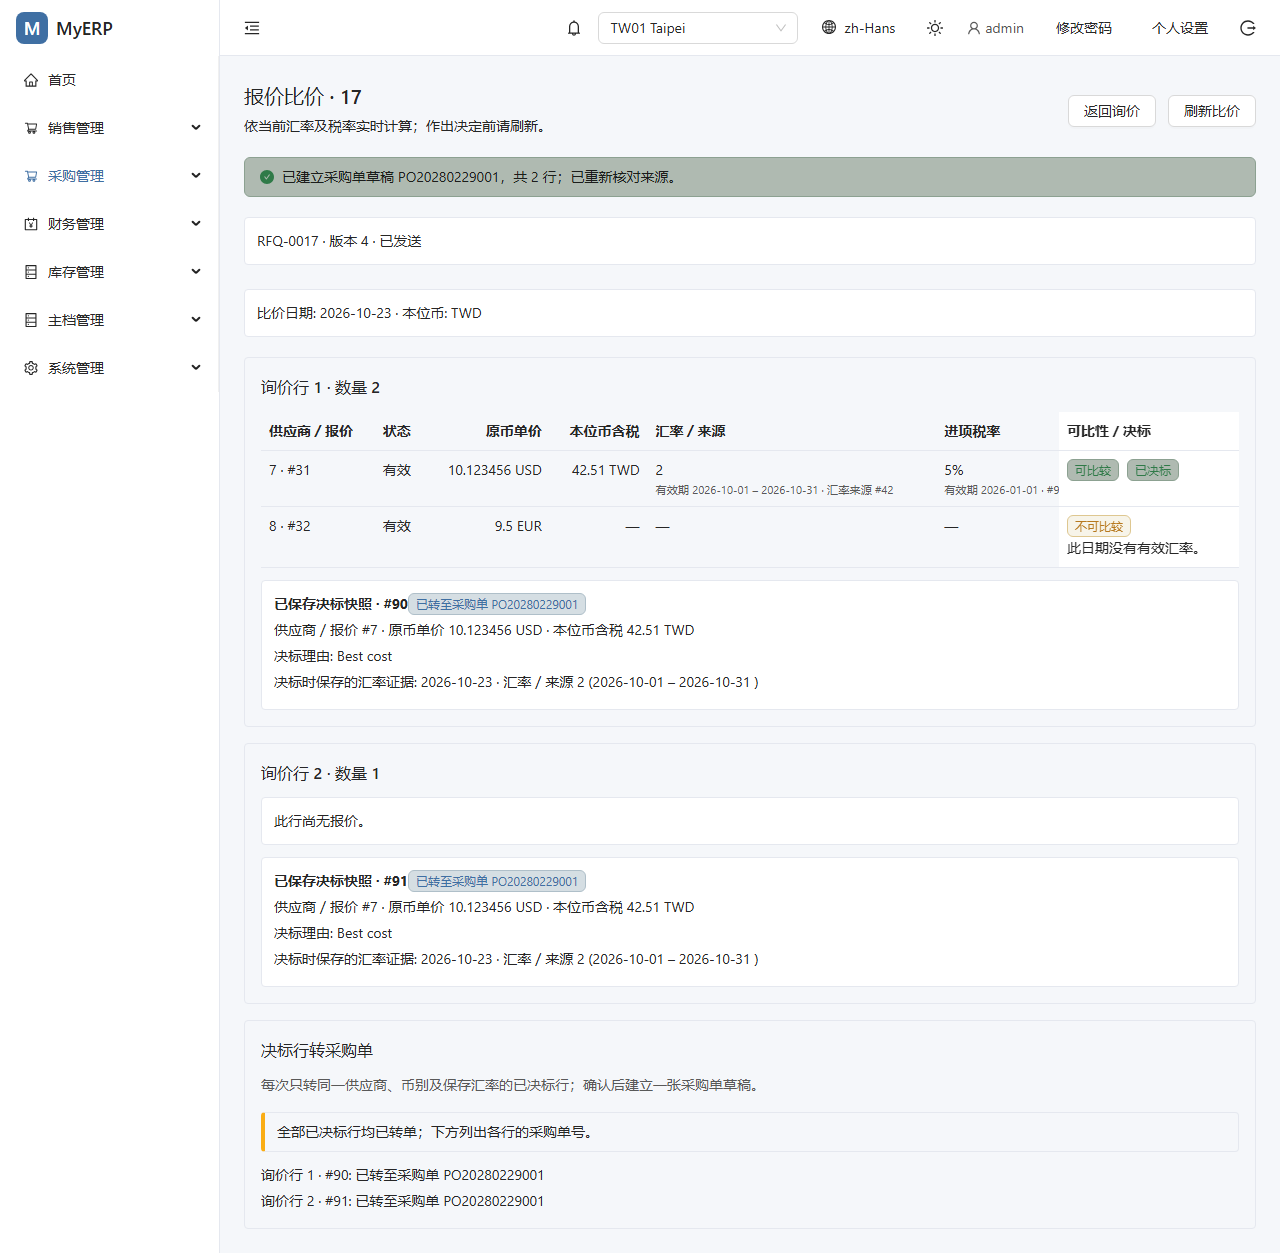 M MyERP
TW01 Taipei
zh-Hans
admin
修改密码
个人设置
首页
销售管理
采购管理
财务管理
库存管理
主档管理
系统管理
报价比价 · 17
依当前汇率及税率实时计算；作出决定前请刷新。
返回询价
刷新比价
已建立采购单草稿 PO20280229001，共 2 行；已重新核对来源。
RFQ-0017 · 版本 4 · 已发送
比价日期: 2026-10-23 · 本位币: TWD
询价行 1 · 数量 2
供应商 / 报价 状态 原币单价 本位币含税 汇率 / 来源 进项税率 可比性 / 决标
7 · #31 有效 10.123456 USD 42.51 TWD 2 5% 可比较 已决标
有效期 2026-10-01 – 2026-10-31 · 汇率来源 #42 有效期 2026-01-01 · #9
8 · #32 有效 9.5 EUR — — — 不可比较
此日期没有有效汇率。
已保存决标快照 · #90 已转至采购单 PO20280229001
供应商 / 报价 #7 · 原币单价 10.123456 USD · 本位币含税 42.51 TWD
决标理由: Best cost
决标时保存的汇率证据: 2026-10-23 · 汇率 / 来源 2 (2026-10-01 – 2026-10-31 )
询价行 2 · 数量 1
此行尚无报价。
已保存决标快照 · #91 已转至采购单 PO20280229001
供应商 / 报价 #7 · 原币单价 10.123456 USD · 本位币含税 42.51 TWD
决标理由: Best cost
决标时保存的汇率证据: 2026-10-23 · 汇率 / 来源 2 (2026-10-01 – 2026-10-31 )
决标行转采购单
每次只转同一供应商、币别及保存汇率的已决标行；确认后建立一张采购单草稿。
全部已决标行均已转单；下方列出各行的采购单号。
询价行 1 · #90: 已转至采购单 PO20280229001
询价行 2 · #91: 已转至采购单 PO20280229001